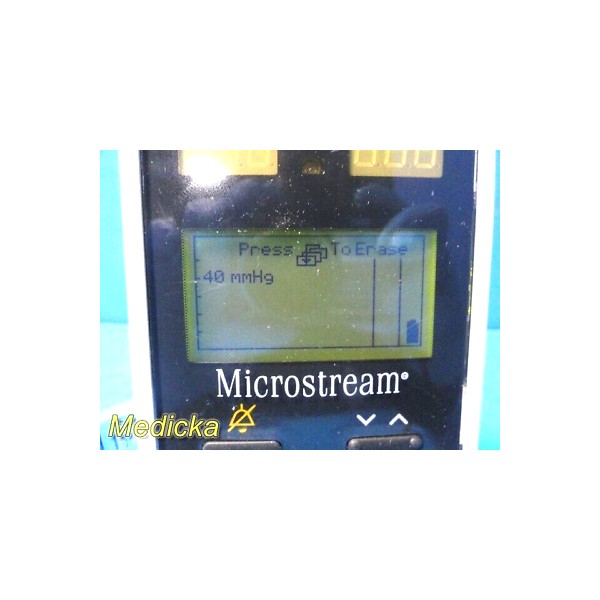 Press To Erase
40 mmHg
Microstream®
Medicka